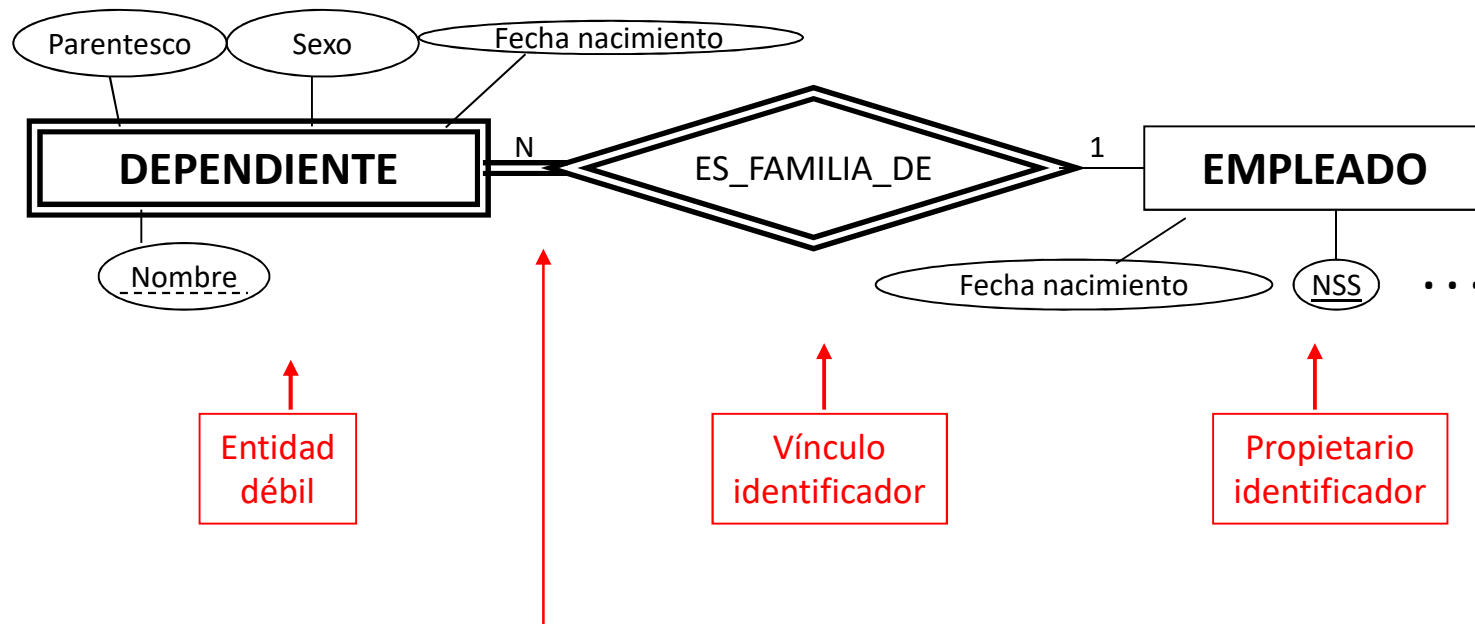 Parentesco
Sexo
Fecha nacimiento
DEPENDIENTE
N
ES_FAMILIA_DE
1
EMPLEADO
Nombre
Fecha nacimiento
NSS
...
Entidad
débil
Vínculo
identificador
Propietario
identificador